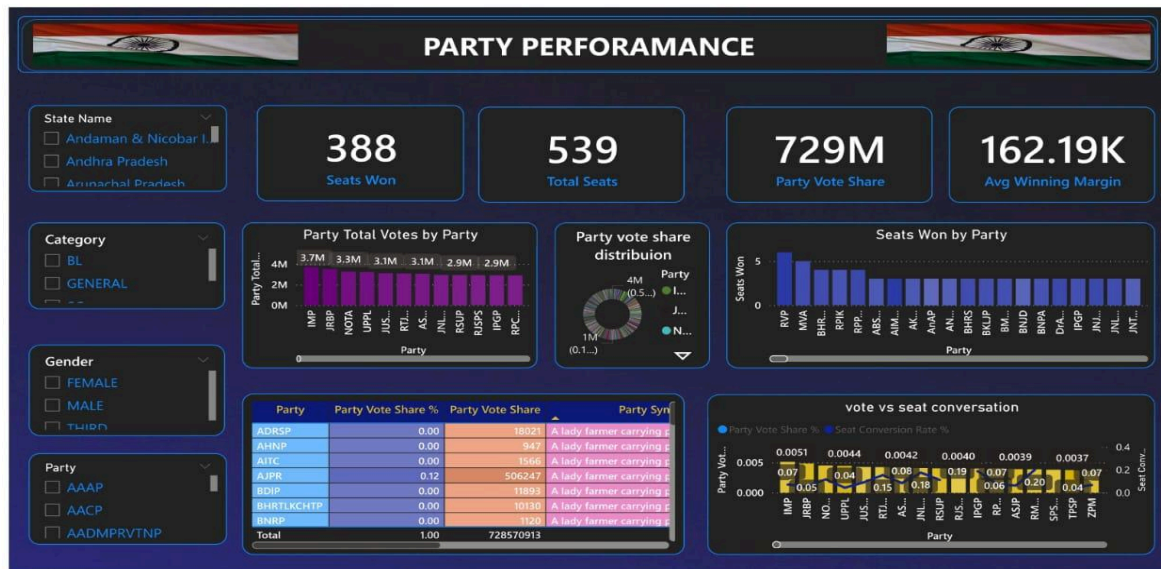 PARTY PERFORAMANCE
State Name
Andaman & Nicobar I...
Andhra Pradesh
Arunachal Pradesh
388
Seats Won
539
Total Seats
729M
Party Vote Share
162.19K
Avg Winning Margin
Category
BL
GENERAL
Gender
FEMALE
MALE
THIRD
Party
AAAP
AACP
AADMPRVTNP
Party Total Votes by Party
Party Total...
4M
2M
0M
3.7M 3.3M 3.1M 3.1M 2.9M 2.9M
IMP JRBP NOTA UPPL JUS... RTJ... AS... JNL... RSUP RJSPS IPGP RPC...
Party
Party vote share
distribuion
4M
(0.5...)
1M
(0.1...)
Party
I...
J...
N...
Seats Won by Party
Seats Won
5
0
RVP MVA BHR... RPIK RPP... ABS... AIM... AK... AnAP AN... BHRS BKLJP BM... BNJD BNPA DrA... IPGP JNJ... JNL... JNT...
Party
Party Party Vote Share % Party Vote Share Party Sym
ADRSP 0.00 18021 A lady farmer carrying p
AHNP 0.00 947 A lady farmer carrying p
AITC 0.00 1566 A lady farmer carrying p
AJPR 0.12 506247 A lady farmer carrying p
BDIP 0.00 11893 A lady farmer carrying p
BHRTLKCHTP 0.00 10130 A lady farmer carrying p
BNRP 0.00 1120 A lady farmer carrying p
Total 1.00 728570913
vote vs seat conversation
Party Vote Share % Seat Conversion Rate %
Party Vot...
0.005
0.000
0.0051 0.0044 0.0042 0.0040 0.0039 0.0037
0.07 0.05 0.04 0.15 0.08 0.18 0.19 0.07 0.06 0.20 0.04 0.07
0.4
0.2
0.0
Seat Conv...
IMP JRBP NO... UPPL JUS... RTJ... AS... JNL... RSUP RJS... IPGP RP... ASJP RM... SPS... TPSP ZPM
Party